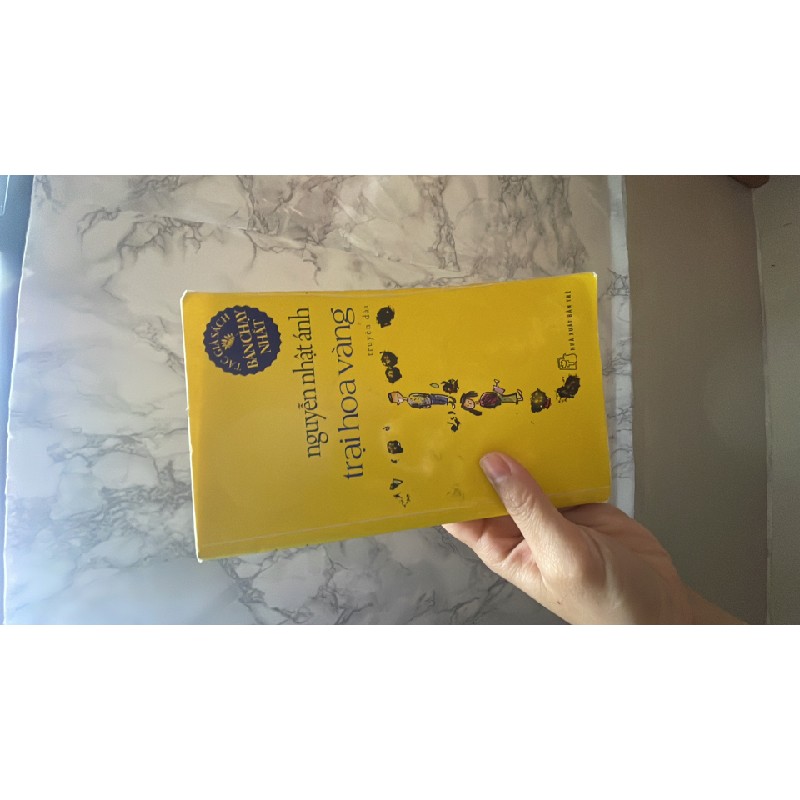 TÁC GIẢ SÁCH
BÁN CHẠY
NHẤT
nguyễn nhật ánh
trại hoa vàng
truyện dài
NHÀ XUẤT BẢN TRẺ